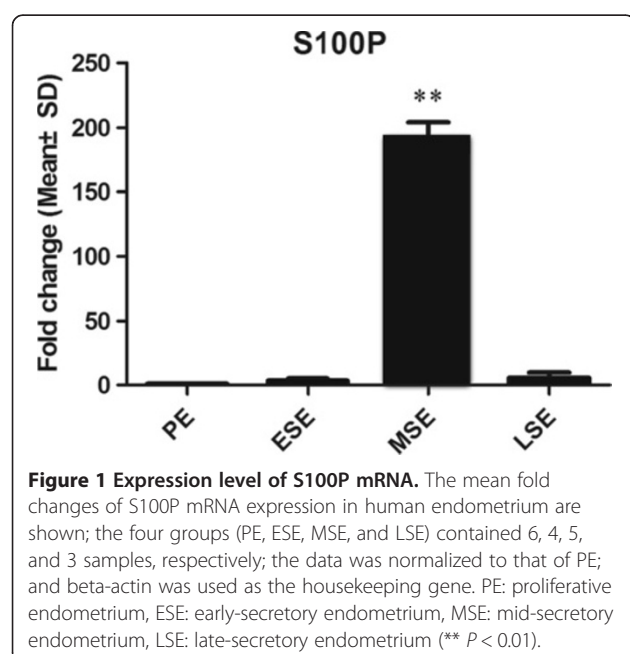 S100P
Fold change (Mean± SD)
250
200
150
100
50
0
**
PE
ESE
MSE
LSE
Figure 1 Expression level of S100P mRNA. The mean fold
changes of S100P mRNA expression in human endometrium are
shown; the four groups (PE, ESE, MSE, and LSE) contained 6, 4, 5,
and 3 samples, respectively; the data was normalized to that of PE;
and beta-actin was used as the housekeeping gene. PE: proliferative
endometrium, ESE: early-secretory endometrium, MSE: mid-secretory
endometrium, LSE: late-secretory endometrium (** P < 0.01).